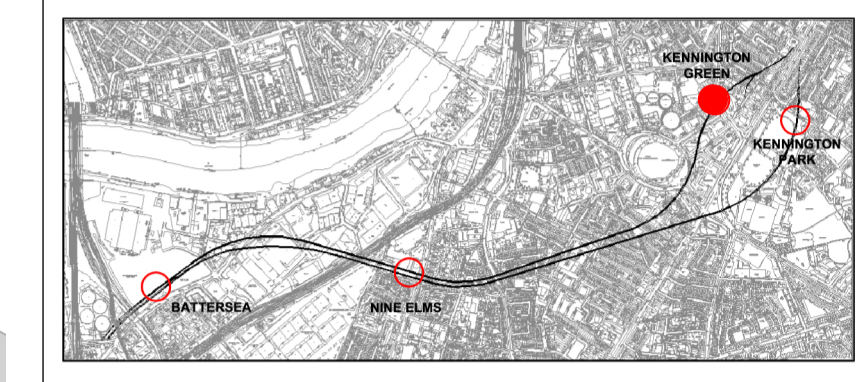 KENNINGTON
GREEN
KENNINGTON
PARK
BATTERSEA
NINE ELMS